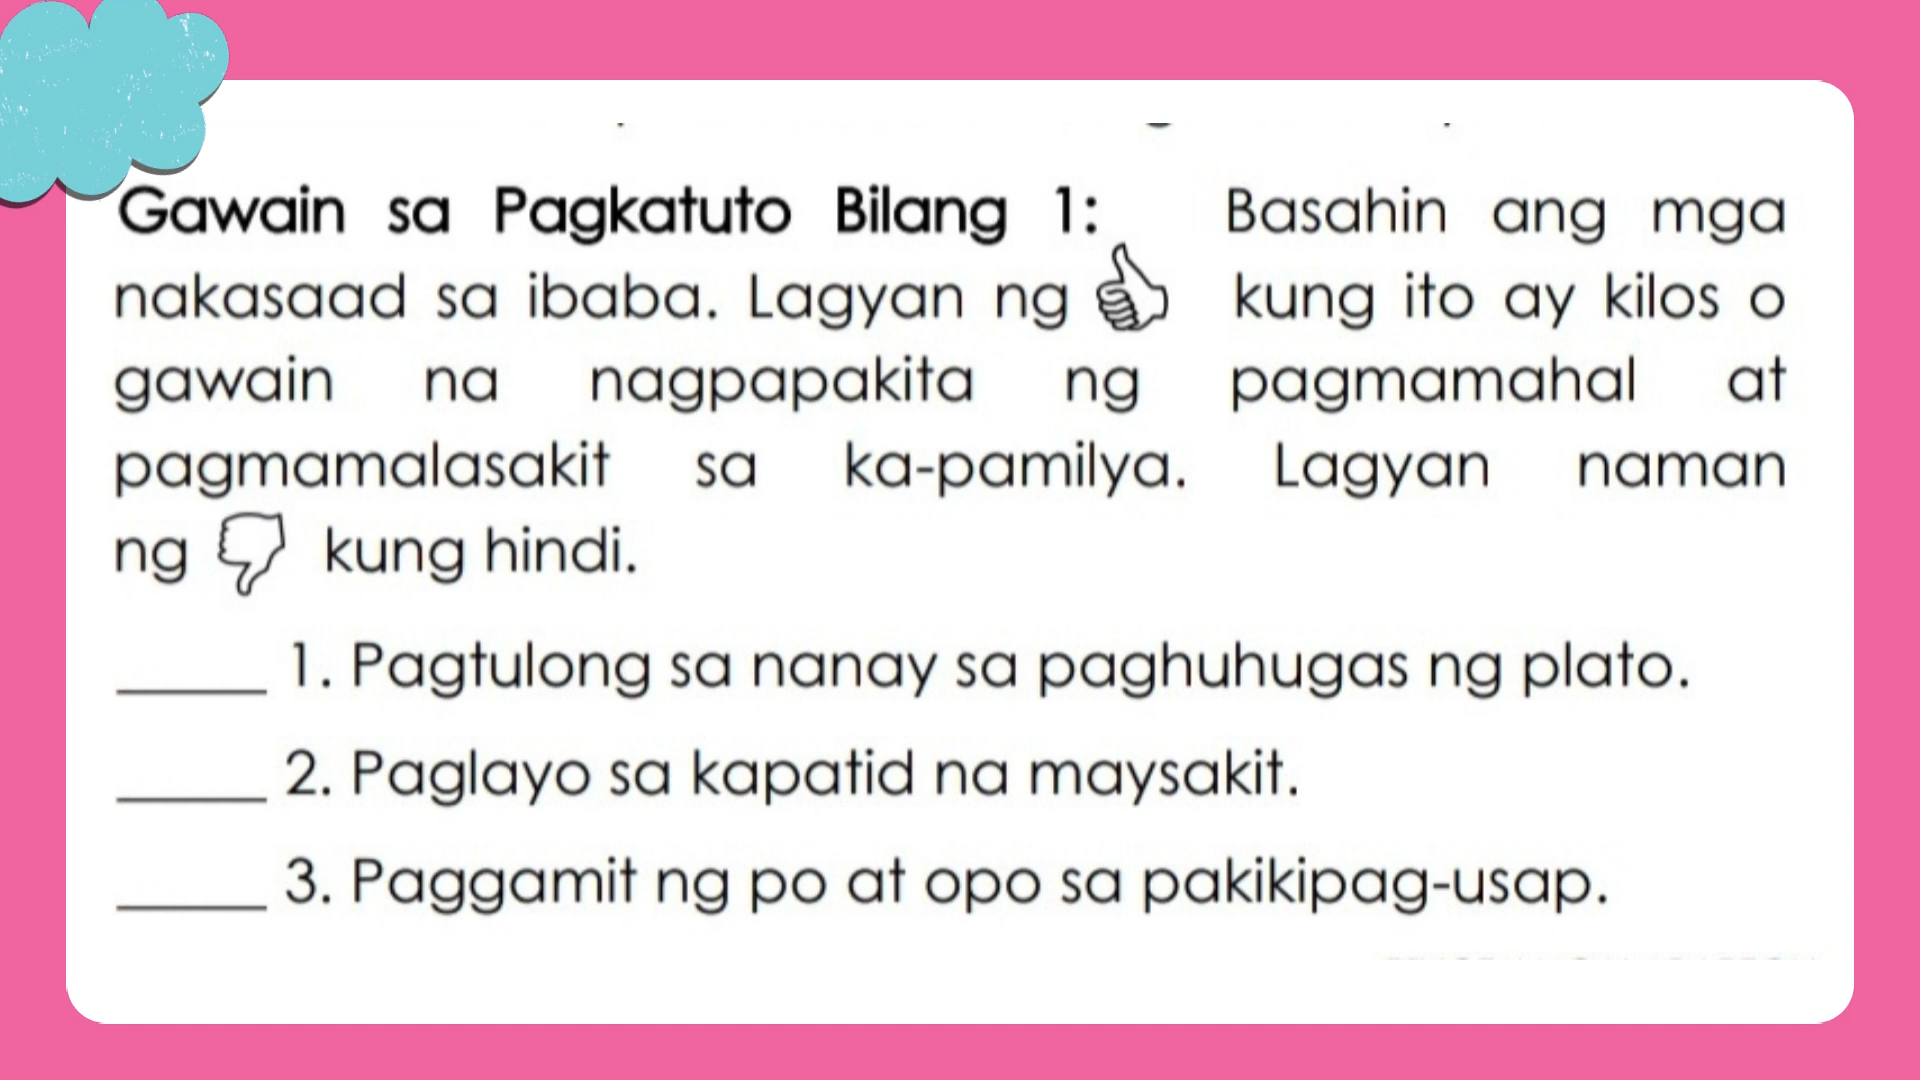 Gawain sa Pagkatuto Bilang 1: Basahin ang mga
nakasaad sa ibaba. Lagyan ng kung ito ay kilos o
gawain na nagpapakita ng pagmamahal at
pagmamalasakit sa ka-pamilya. Lagyan naman
ng kung hindi.
_____ 1. Pagtulong sa nanay sa paghuhugas ng plato.
_____ 2. Paglayo sa kapatid na maysakit.
_____ 3. Paggamit ng po at opo sa pakikipag-usap.